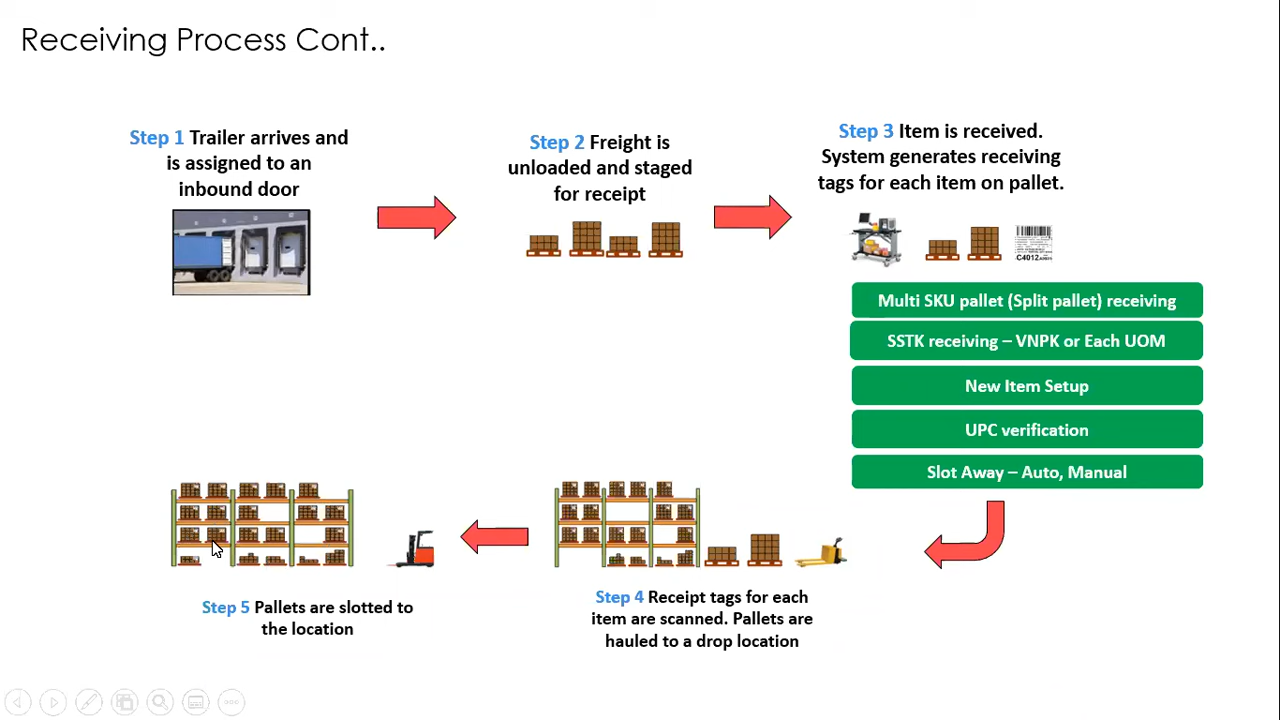 Receiving Process Cont..
Step 1 Trailer arrives and
is assigned to an
inbound door
Step 2 Freight is
unloaded and staged
for receipt
Step 3 Item is received.
System generates receiving
tags for each item on pallet.
C4012
Multi SKU pallet (Split pallet) receiving
SSTK receiving – VNPK or Each UOM
New Item Setup
UPC verification
Slot Away – Auto, Manual
Step 4 Receipt tags for each
item are scanned. Pallets are
hauled to a drop location
Step 5 Pallets are slotted to
the location